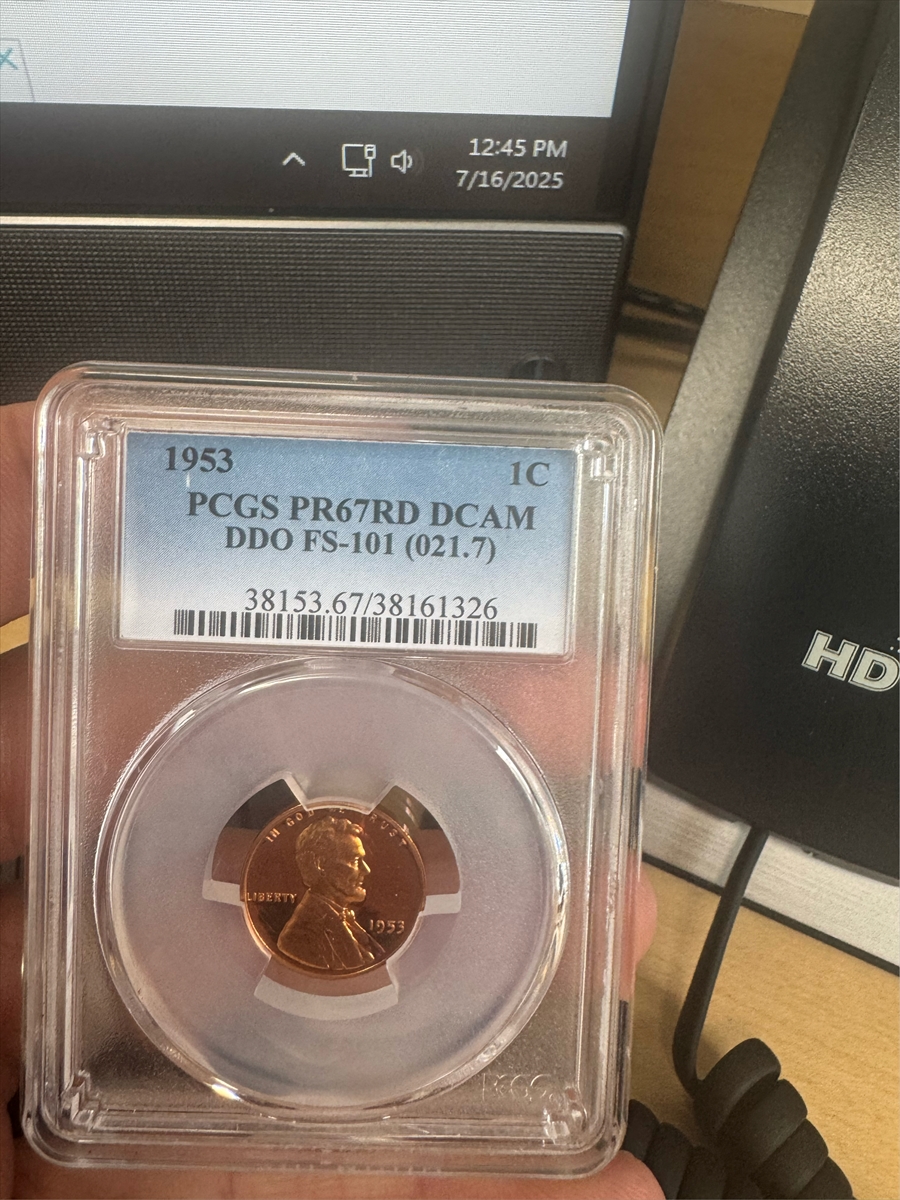 12:45 PM
7/16/2025
1953 1C
PCGS PR67RD DCAM
DDO FS-101 (021.7)
38153.67/38161326
HD
IN GOD WE TRUST
LIBERTY
1953
PCGS